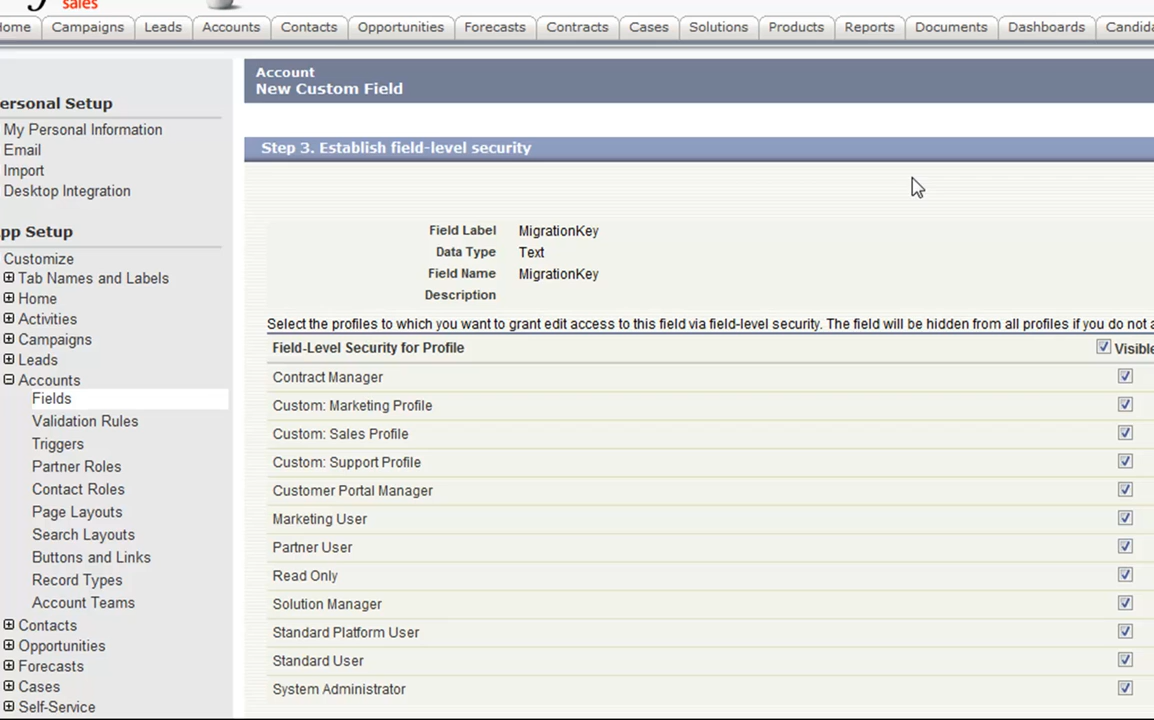 sales
Home Campaigns Leads Accounts Contacts Opportunities Forecasts Contracts Cases Solutions Products Reports Documents Dashboards Candida
Account
New Custom Field
ersonal Setup
My Personal Information
Email
Import
Desktop Integration
Step 3. Establish field-level security
pp Setup
Customize
Tab Names and Labels
Home
Activities
Campaigns
Leads
Accounts
Fields
Validation Rules
Triggers
Partner Roles
Contact Roles
Page Layouts
Search Layouts
Buttons and Links
Record Types
Account Teams
Contacts
Opportunities
Forecasts
Cases
Self-Service
Field Label MigrationKey
Data Type Text
Field Name MigrationKey
Description
Select the profiles to which you want to grant edit access to this field via field-level security. The field will be hidden from all profiles if you do not a
Field-Level Security for Profile Visible
Contract Manager
Custom: Marketing Profile
Custom: Sales Profile
Custom: Support Profile
Customer Portal Manager
Marketing User
Partner User
Read Only
Solution Manager
Standard Platform User
Standard User
System Administrator